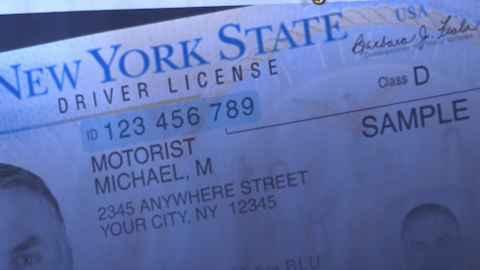 NEW YORK STATE USA
DRIVER LICENSE
Barbara J. Fiala
Class D
ID 123 456 789
SAMPLE
MOTORIST
MICHAEL, M
2345 ANYWHERE STREET
YOUR CITY, NY 12345
BLU